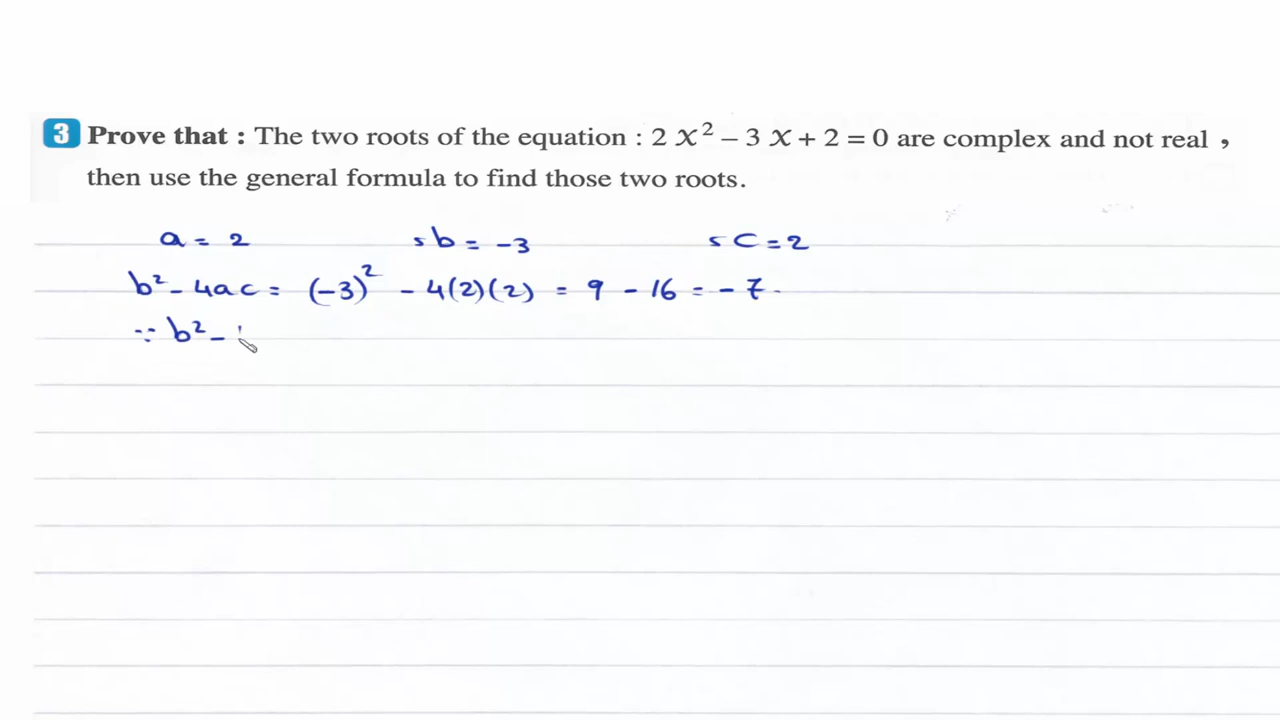 3 Prove that : The two roots of the equation : 2 x² – 3 x + 2 = 0 are complex and not real ,
then use the general formula to find those two roots.
a = 2 , b = -3 , c = 2
b² - 4ac = (-3)² - 4(2)(2) = 9 - 16 = -7.
∵ b² -